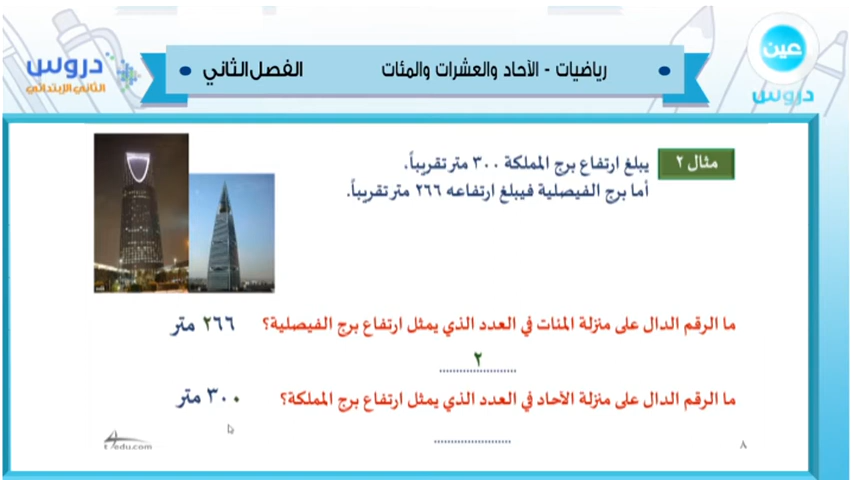 عين
دروس
رياضيات - الآحاد والعشرات والمئات
الفصل الثاني
دروس
الثاني الإبتدائي
مثال ٢
يبلغ ارتفاع برج المملكة ٣٠٠ متر تقريباً،
أما برج الفيصلية فيبلغ ارتفاعه ٢٦٦ متر تقريباً.
ما الرقم الدال على منزلة المئات في العدد الذي يمثل ارتفاع برج الفيصلية؟ ٢٦٦ متر
٢
ما الرقم الدال على منزلة الآحاد في العدد الذي يمثل ارتفاع برج المملكة؟ ٣٠٠ متر
٨
t4edu.com